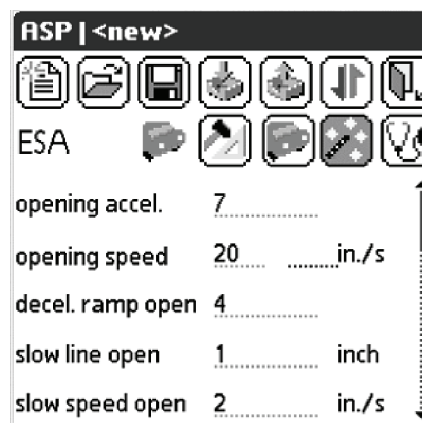 ASP | <new>
ESA
opening accel. 7
opening speed 20 in./s
decel. ramp open 4
slow line open 1 inch
slow speed open 2 in./s